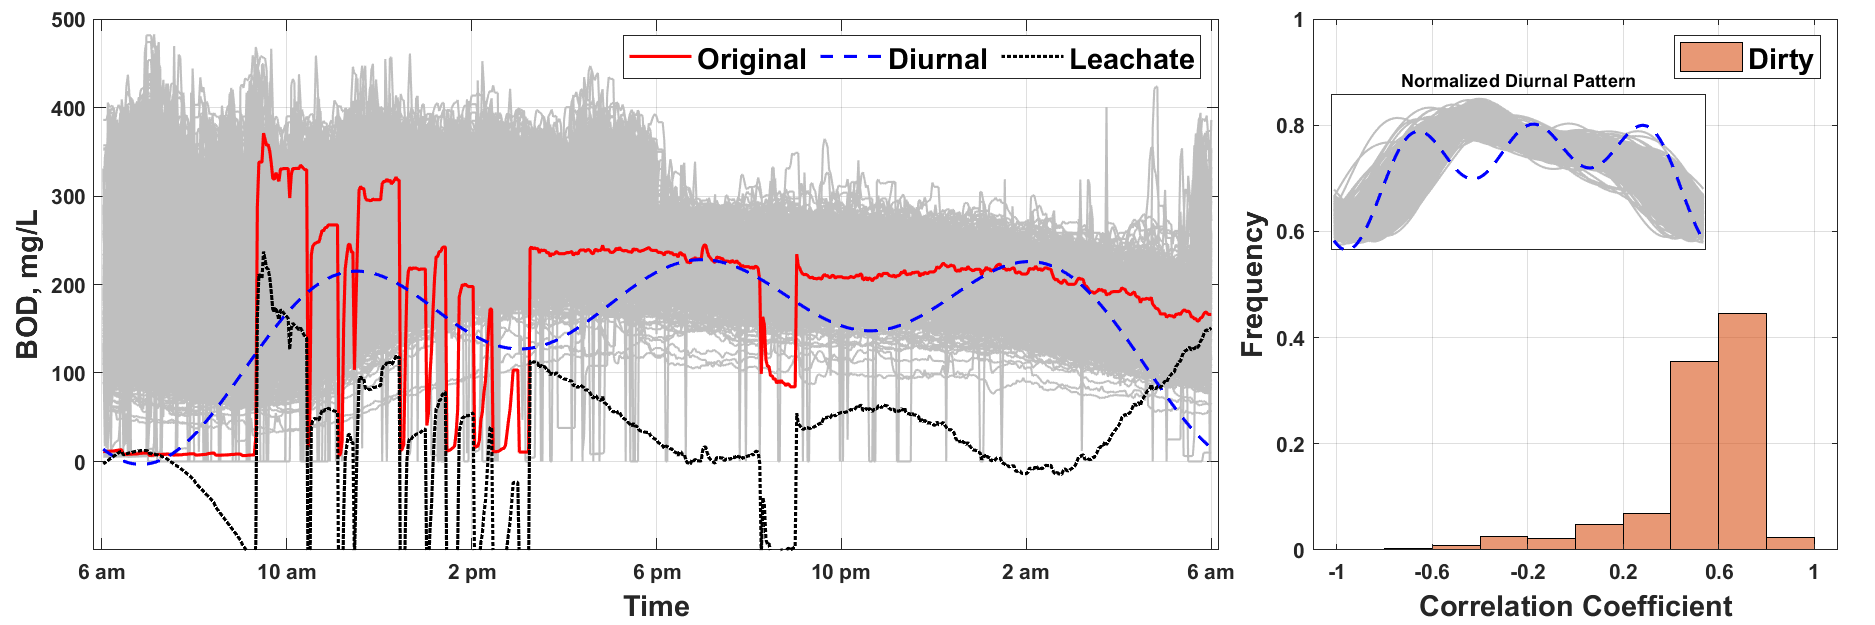 BOD, mg/L
500
400
300
200
100
0
Original Diurnal Leachate
6 am 10 am 2 pm 6 pm 10 pm 2 am 6 am
Time
Frequency
1
0.8
0.6
0.4
0.2
0
Dirty
Normalized Diurnal Pattern
-1 -0.6 -0.2 0.2 0.6 1
Correlation Coefficient